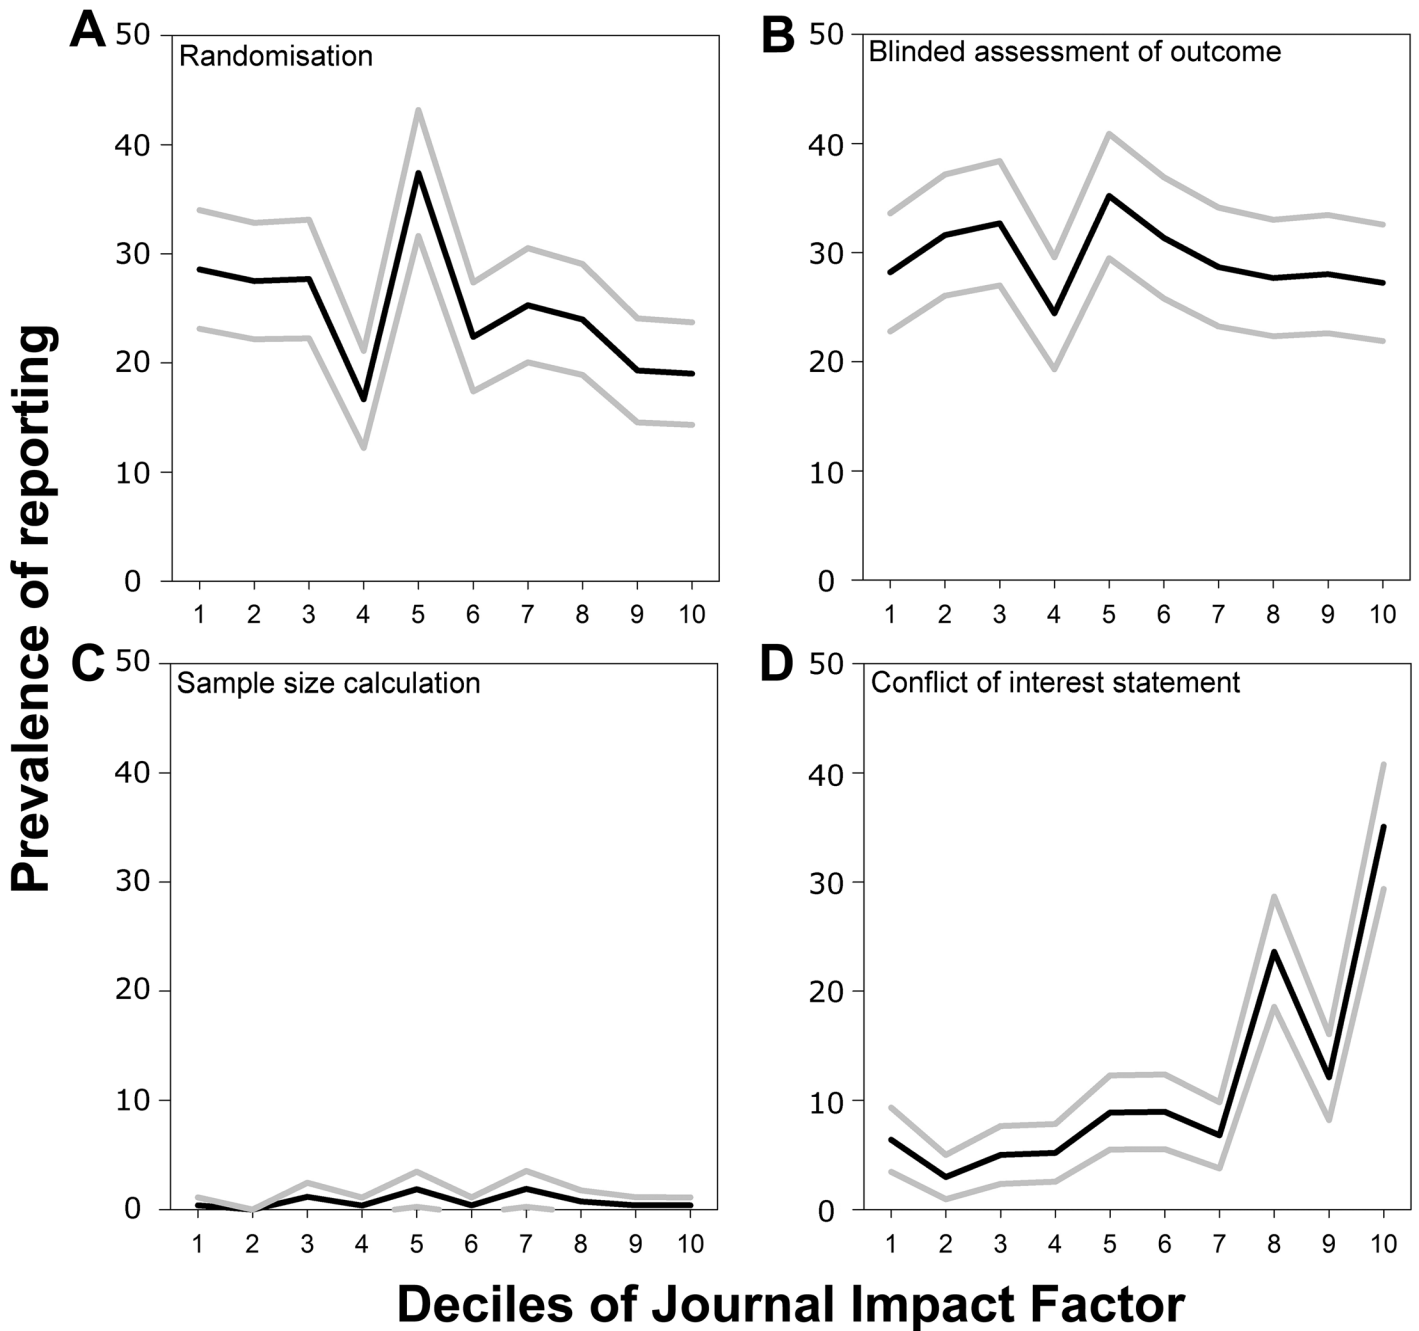 Prevalence of reporting
A
Randomisation
50
40
30
20
10
0
1 2 3 4 5 6 7 8 9 10
B
Blinded assessment of outcome
50
40
30
20
10
0
1 2 3 4 5 6 7 8 9 10
C
Sample size calculation
50
40
30
20
10
0
1 2 3 4 5 6 7 8 9 10
D
Conflict of interest statement
50
40
30
20
10
0
1 2 3 4 5 6 7 8 9 10
Deciles of Journal Impact Factor